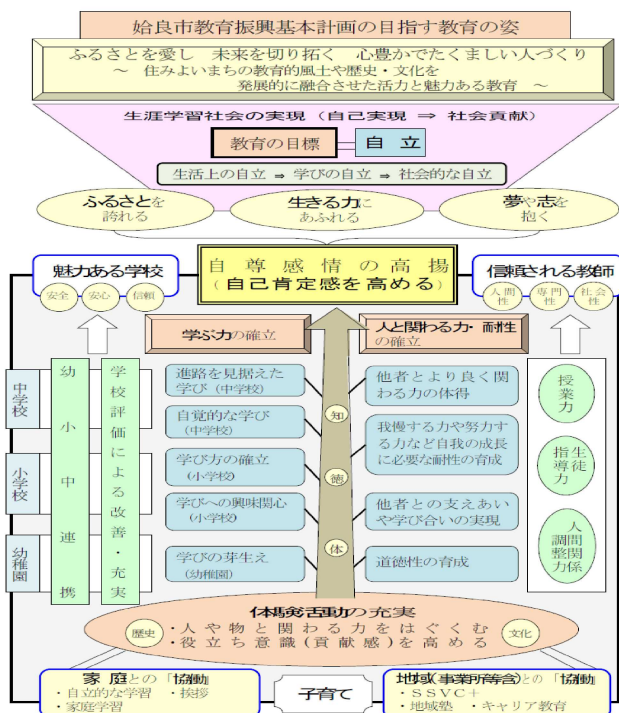 姶良市教育振興基本計画の目指す教育の姿
ふるさとを愛し 未来を切り拓く 心豊かでたくましい人づくり
～ 住みよいまちの教育的風土や歴史・文化を
発展的に融合させた活力と魅力ある教育 ～
生涯学習社会の実現（自己実現 ⇒ 社会貢献）
教育の目標
自 立
生活上の自立 ⇒ 学びの自立 ⇒ 社会的な自立
ふるさとを
誇れる
生きる力に
あふれる
夢や志を
抱く
魅力ある学校
安全
安心
信頼
自尊感情の高揚
（自己肯定感を高める）
信頼される教師
人間性
専門性
社会性
学ぶ力の確立
人と関わる力・耐性
の確立
中学校
小学校
幼稚園
幼小中連携
学校評価による改善・充実
進路を見据えた
学び（中学校）
自覚的な学び
(中学校)
学び方の確立
(小学校)
学びへの興味関心
(小学校)
学びの芽生え
(幼稚園)
知
徳
体
他者とより良く関
わる力の体得
我慢する力や努力す
る力など自我の成長
に必要な耐性の育成
他者との支えあい
や学び合いの実現
道徳性の育成
授業力
生徒
指導力
人間関係
調整力
体験活動の充実
・人や物と関わる力をはぐくむ
・役立ち意識(貢献感)を高める
歴史
文化
家庭との「協働」
・自立的な学習 ・挨拶
・家庭学習
子育て
地域(事業所等含)との「協働」
・ＳＳＶＣ＋
・地域塾 ・キャリア教育